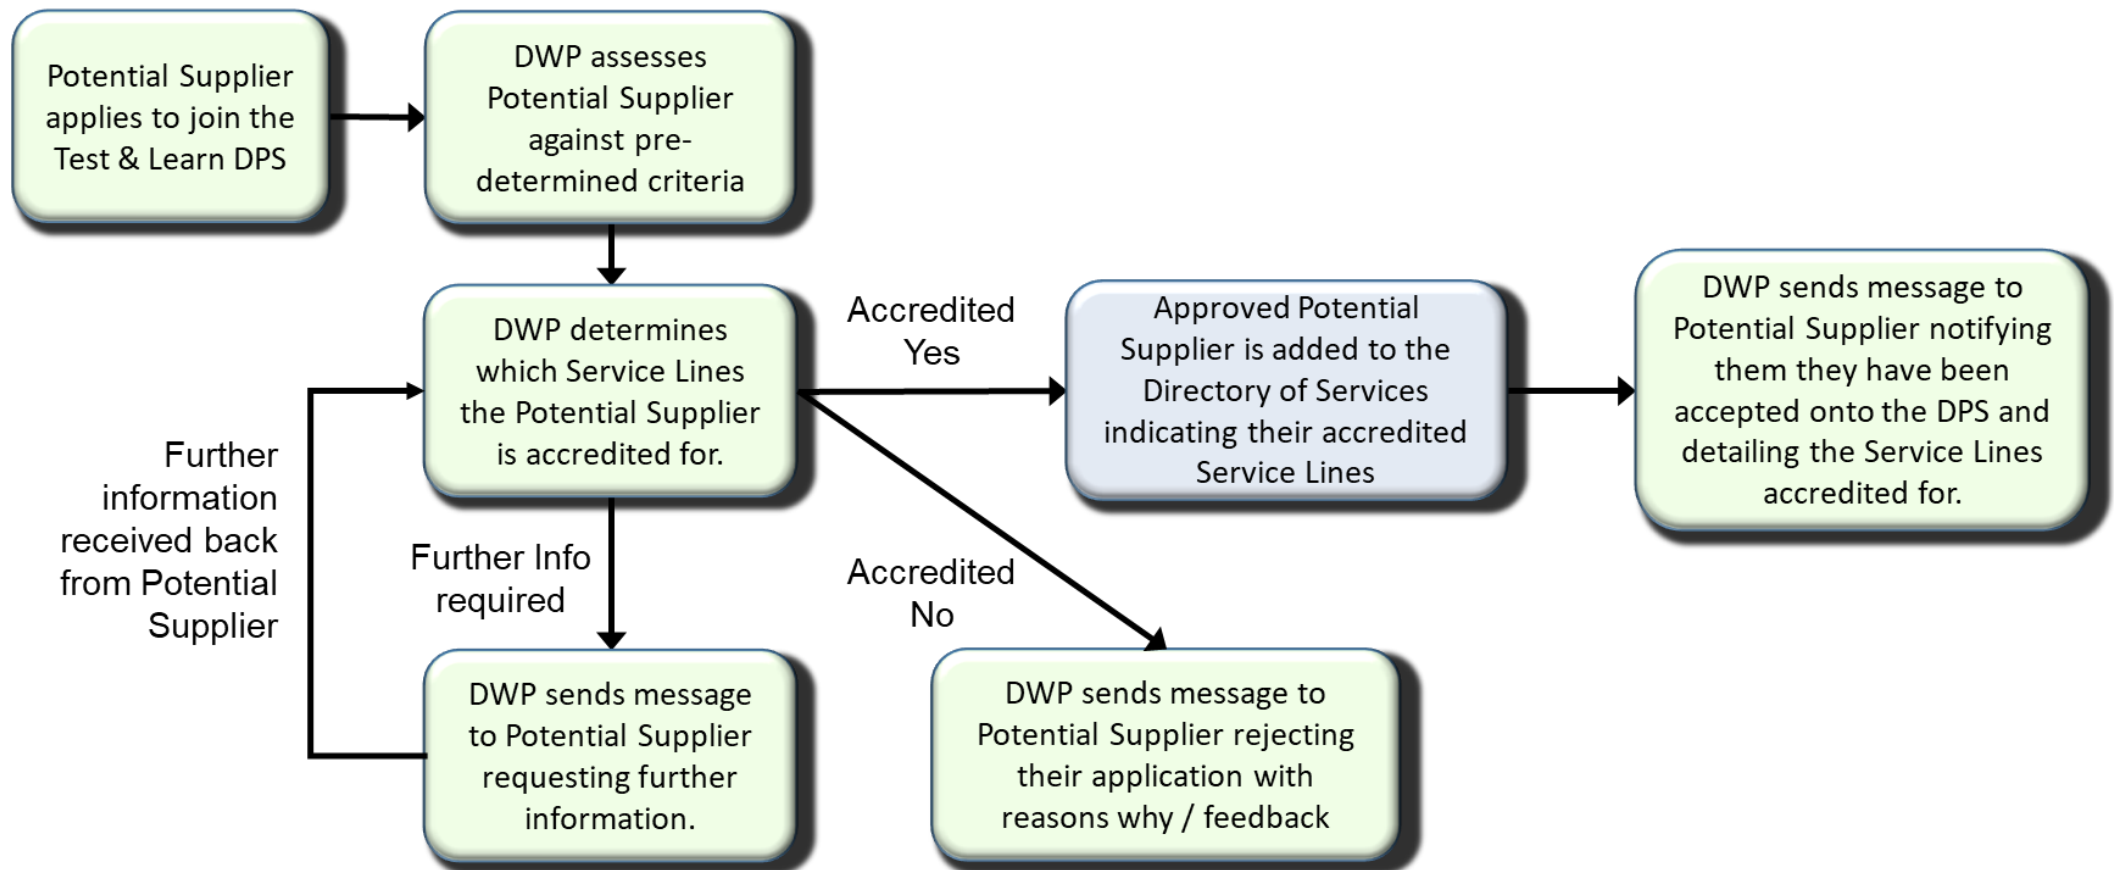 Potential Supplier
applies to join the
Test & Learn DPS
DWP assesses
Potential Supplier
against pre-
determined criteria
DWP determines
which Service Lines
the Potential Supplier
is accredited for.
Accredited
Yes
Approved Potential
Supplier is added to the
Directory of Services
indicating their accredited
Service Lines
DWP sends message to
Potential Supplier notifying
them they have been
accepted onto the DPS and
detailing the Service Lines
accredited for.
Further
information
received back
from Potential
Supplier
Further Info
required
Accredited
No
DWP sends message
to Potential Supplier
requesting further
information.
DWP sends message to
Potential Supplier rejecting
their application with
reasons why / feedback